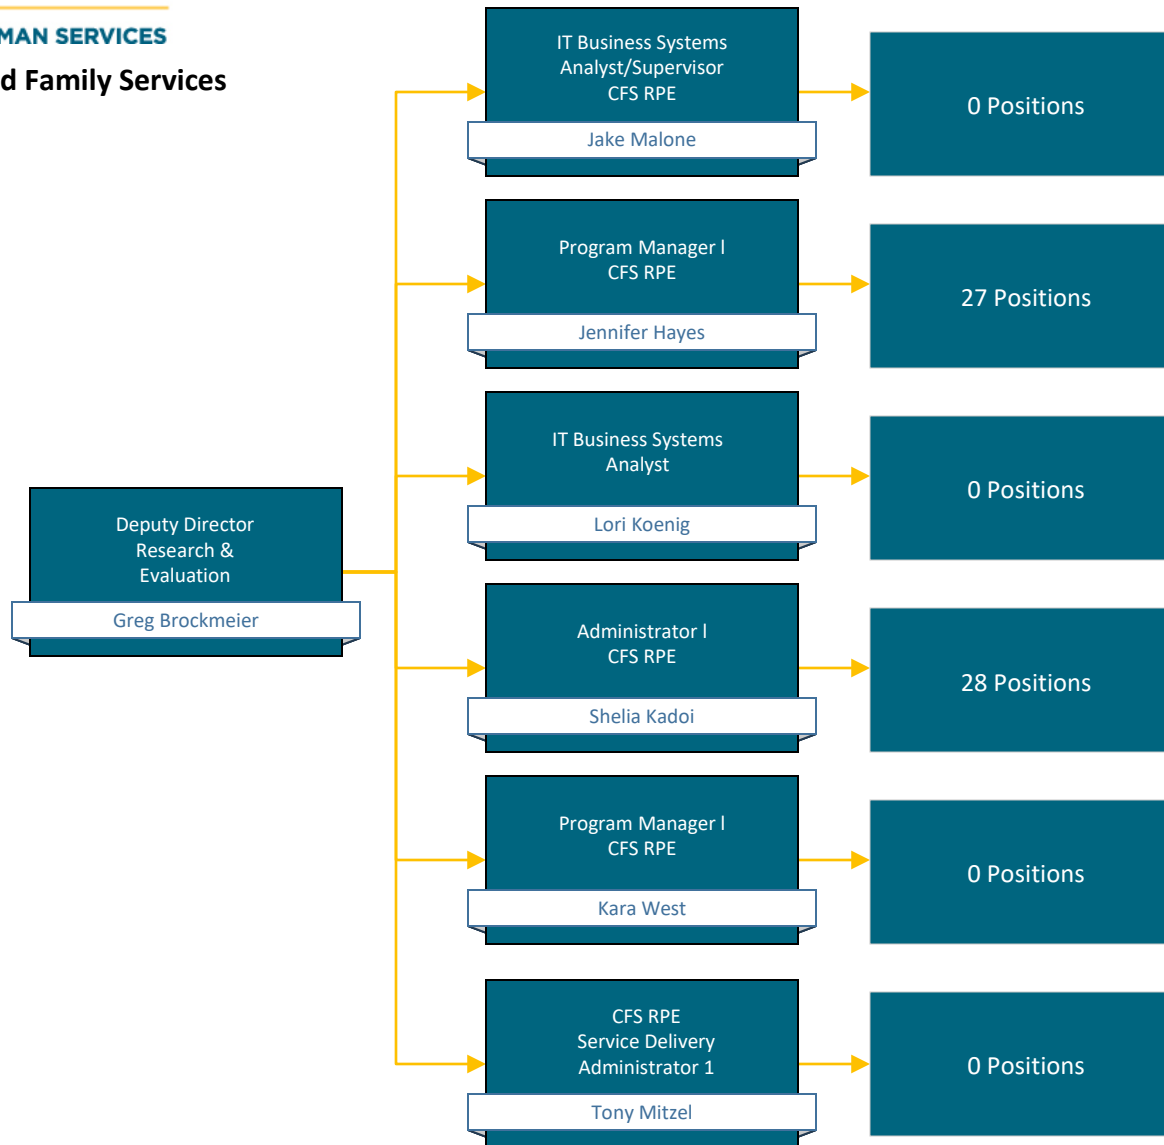 MAN SERVICES
d Family Services
IT Business Systems
Analyst/Supervisor
CFS RPE
Jake Malone
0 Positions
Program Manager l
CFS RPE
Jennifer Hayes
27 Positions
IT Business Systems
Analyst
Lori Koenig
0 Positions
Deputy Director
Research &
Evaluation
Greg Brockmeier
Administrator l
CFS RPE
Shelia Kadoi
28 Positions
Program Manager l
CFS RPE
Kara West
0 Positions
CFS RPE
Service Delivery
Administrator 1
Tony Mitzel
0 Positions